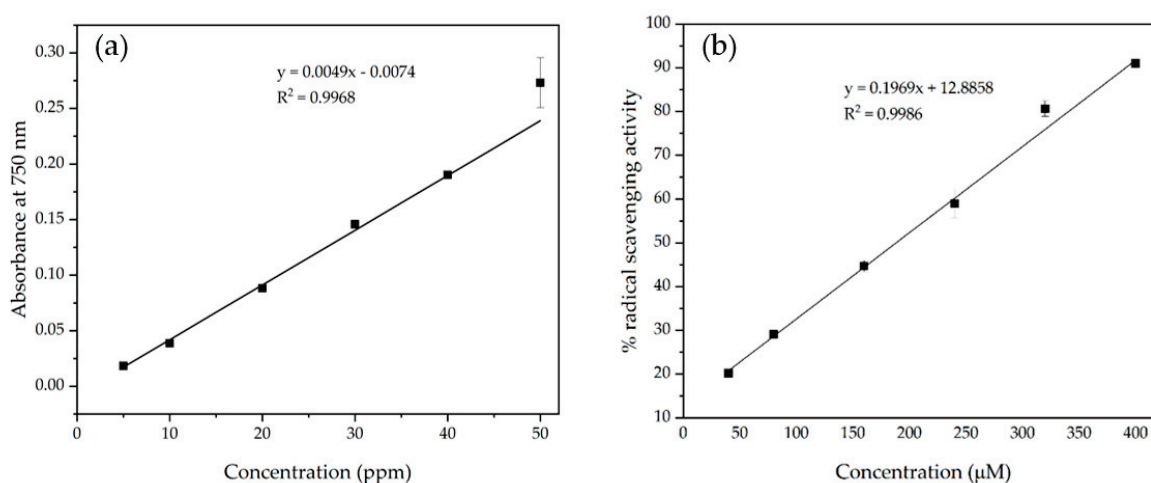 (a)
y = 0.0049x - 0.0074
R² = 0.9968
Absorbance at 750 nm
0.30
0.25
0.20
0.15
0.10
0.05
0.00
0 10 20 30 40 50
Concentration (ppm)
(b)
y = 0.1969x + 12.8858
R² = 0.9986
% radical scavenging activity
100
90
80
70
60
50
40
30
20
10
0 50 100 150 200 250 300 350 400
Concentration (μM)